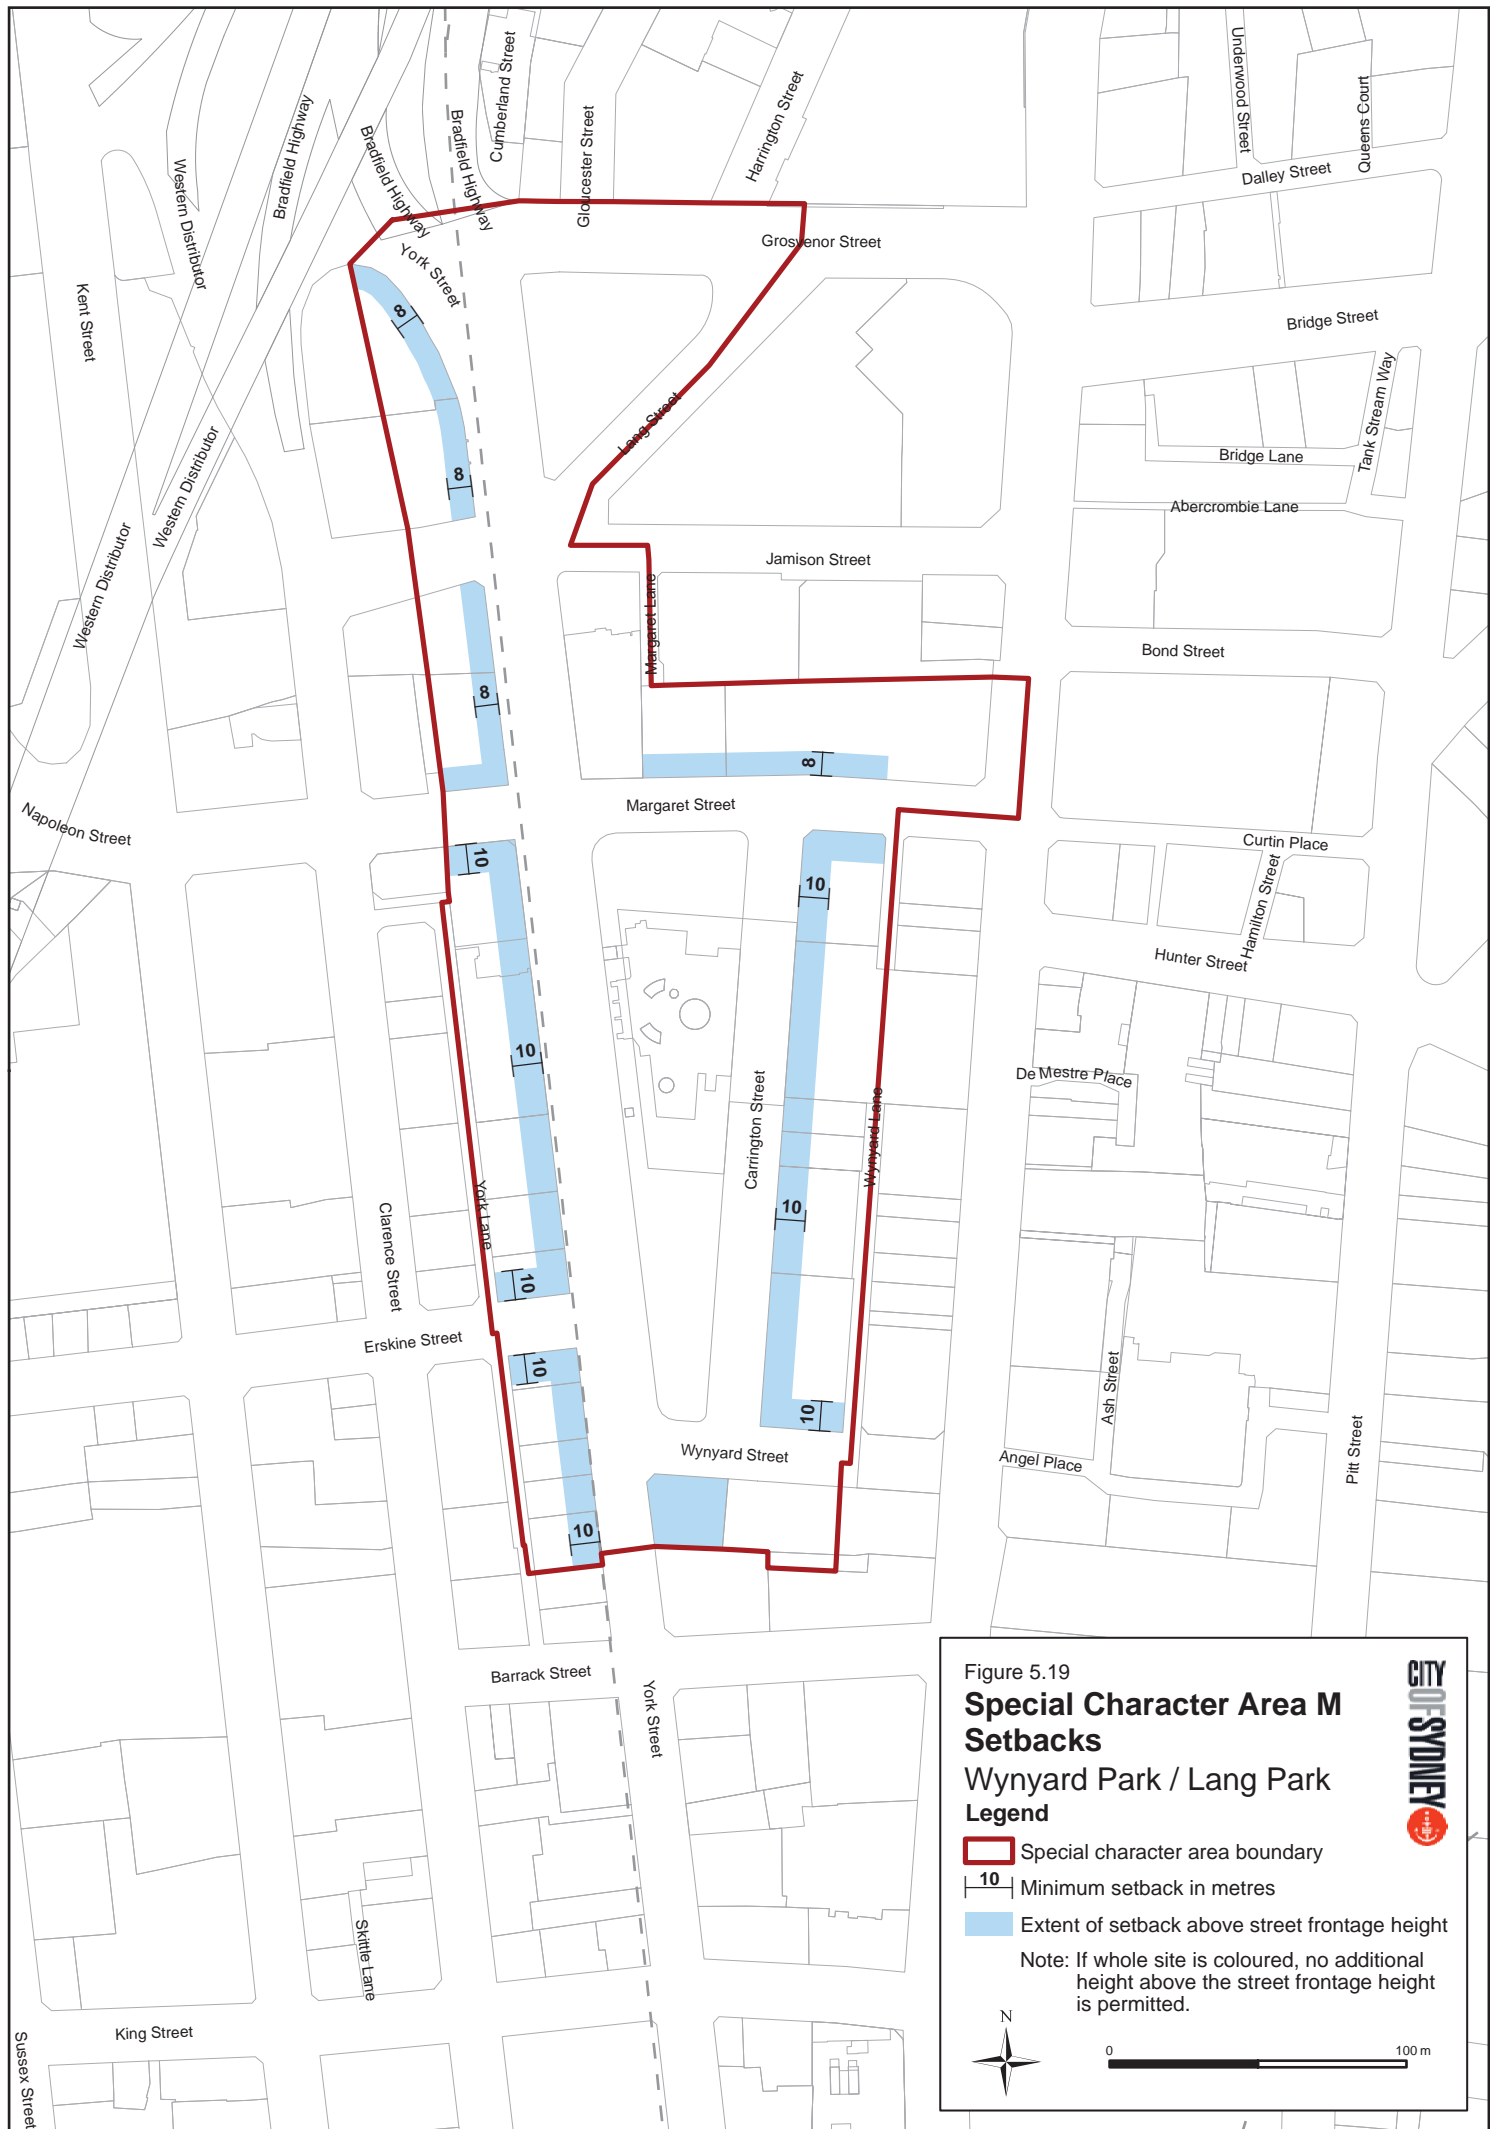 Cumberland Street
Underwood Street
Queens Court
Bradfield Highway
Bradfield Highway
Bradfield Highway
Gloucester Street
Harrington Street
Western Distributor
Dalley Street
Grosvenor Street
York Street
Kent Street
8
Bridge Street
Tank Stream Way
Lang Street
Bridge Lane
8
Western Distributor
Abercrombie Lane
Western Distributor
Jamison Street
Margaret Lane
Bond Street
8
8
Margaret Street
Napoleon Street
Curtin Place
10
10
Hamilton Street
Hunter Street
10
De Mestre Place
Carrington Street
Wynyard Lane
York Lane
10
Clarence Street
10
Erskine Street
10
Ash Street
10
Wynyard Street
Angel Place
Pitt Street
10
Barrack Street
York Street
Skittle Lane
King Street
Sussex Street
Figure 5.19
Special Character Area M
Setbacks
Wynyard Park / Lang Park
Legend
Special character area boundary
10 Minimum setback in metres
Extent of setback above street frontage height
Note: If whole site is coloured, no additional
height above the street frontage height
is permitted.
N
0 100 m
CITY OF SYDNEY